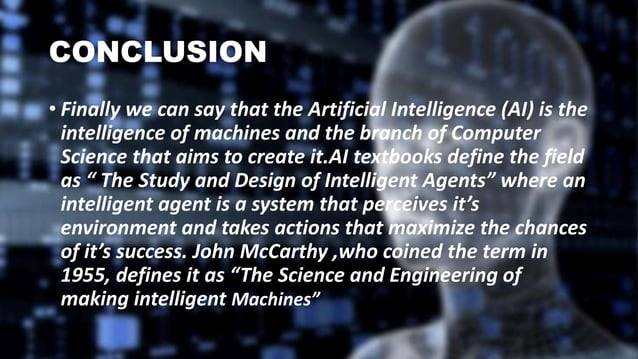 CONCLUSION
• Finally we can say that the Artificial Intelligence (AI) is the
intelligence of machines and the branch of Computer
Science that aims to create it.AI textbooks define the field
as “ The Study and Design of Intelligent Agents” where an
intelligent agent is a system that perceives it’s
environment and takes actions that maximize the chances
of it’s success. John McCarthy ,who coined the term in
1955, defines it as “The Science and Engineering of
making intelligent Machines”